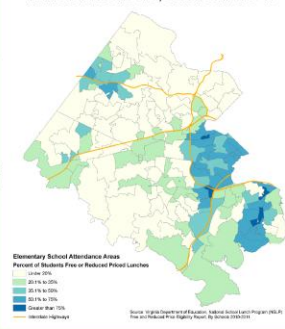 Elementary School Attendance Areas
Percent of Students Free or Reduced Priced Lunches
Under 20%
20.1% to 35%
35.1% to 50%
50.1% to 75%
Greater than 75%
Interstate Highways
Source: Virginia Department of Education, National School Lunch Program (NSLP)
Free and Reduced Price Eligibility Report By Schools 2010-2011